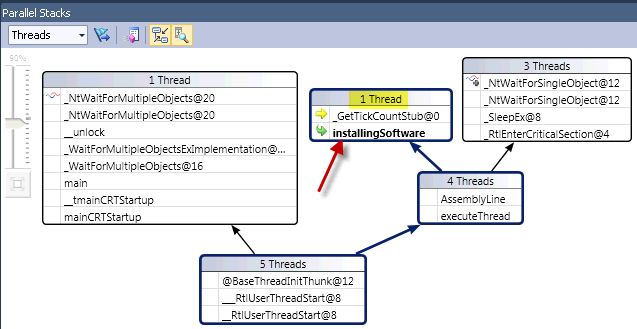 Parallel Stacks
Threads
90%
1 Thread
_NtWaitForMultipleObjects@20
_NtWaitForMultipleObjects@20
__unlock
_WaitForMultipleObjectsExImplementation@...
_WaitForMultipleObjects@16
main
__tmainCRTStartup
mainCRTStartup
1 Thread
_GetTickCountStub@0
installingSoftware
3 Threads
_NtWaitForSingleObject@12
_NtWaitForSingleObject@12
_SleepEx@8
_RtlEnterCriticalSection@4
4 Threads
AssemblyLine
executeThread
5 Threads
@BaseThreadInitThunk@12
___RtlUserThreadStart@8
__RtlUserThreadStart@8